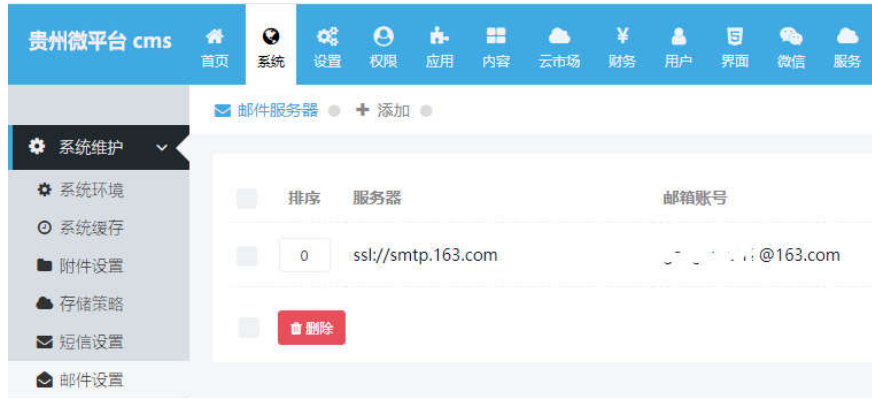 贵州微平台 cms
首页 系统 设置 权限 应用 内容 云市场 财务 用户 界面 微信 服务
邮件服务器 添加
系统维护
系统环境
系统缓存
附件设置
存储策略
短信设置
邮件设置
排序 服务器 邮箱账号
0 ssl://smtp.163.com @163.com
删除